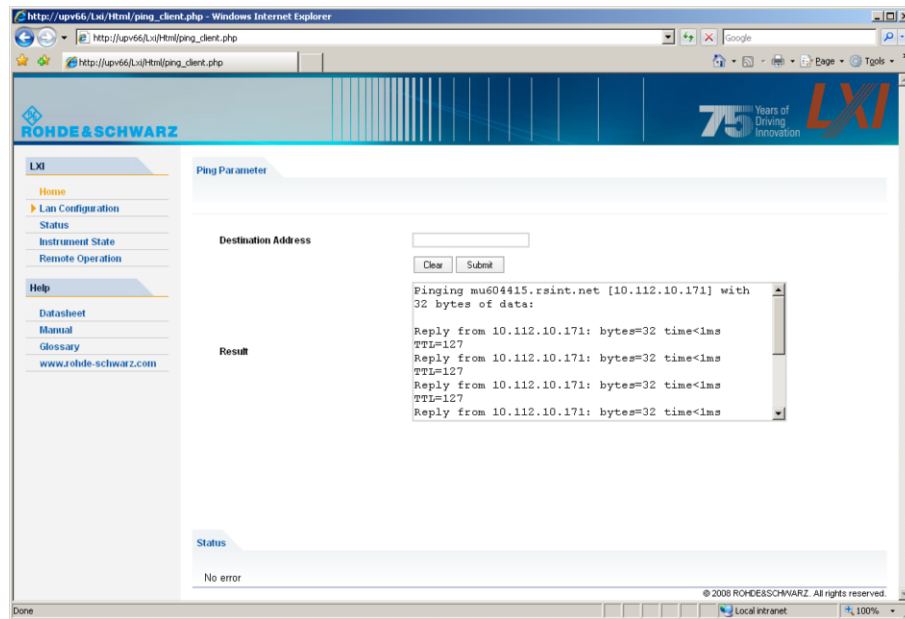 http://upv66/Lxi/Html/ping_client.php - Windows Internet Explorer
http://upv66/Lxi/Html/ping_client.php
Google
http://upv66/Lxi/Html/ping_client.php
Page
Tools
ROHDE&SCHWARZ
75 Years of
Driving
Innovation
LXI
LXI
Home
Lan Configuration
Status
Instrument State
Remote Operation
Help
Datasheet
Manual
Glossary
www.rohde-schwarz.com
Ping Parameter
Destination Address
Clear
Submit
Result
Pinging mu604415.rsint.net [10.112.10.171] with
32 bytes of data:
Reply from 10.112.10.171: bytes=32 time<1ms
TTL=127
Reply from 10.112.10.171: bytes=32 time<1ms
TTL=127
Reply from 10.112.10.171: bytes=32 time<1ms
TTL=127
Reply from 10.112.10.171: bytes=32 time<1ms
Status
No error
© 2008 ROHDE&SCHWARZ. All rights reserved.
Done
Local intranet
100%